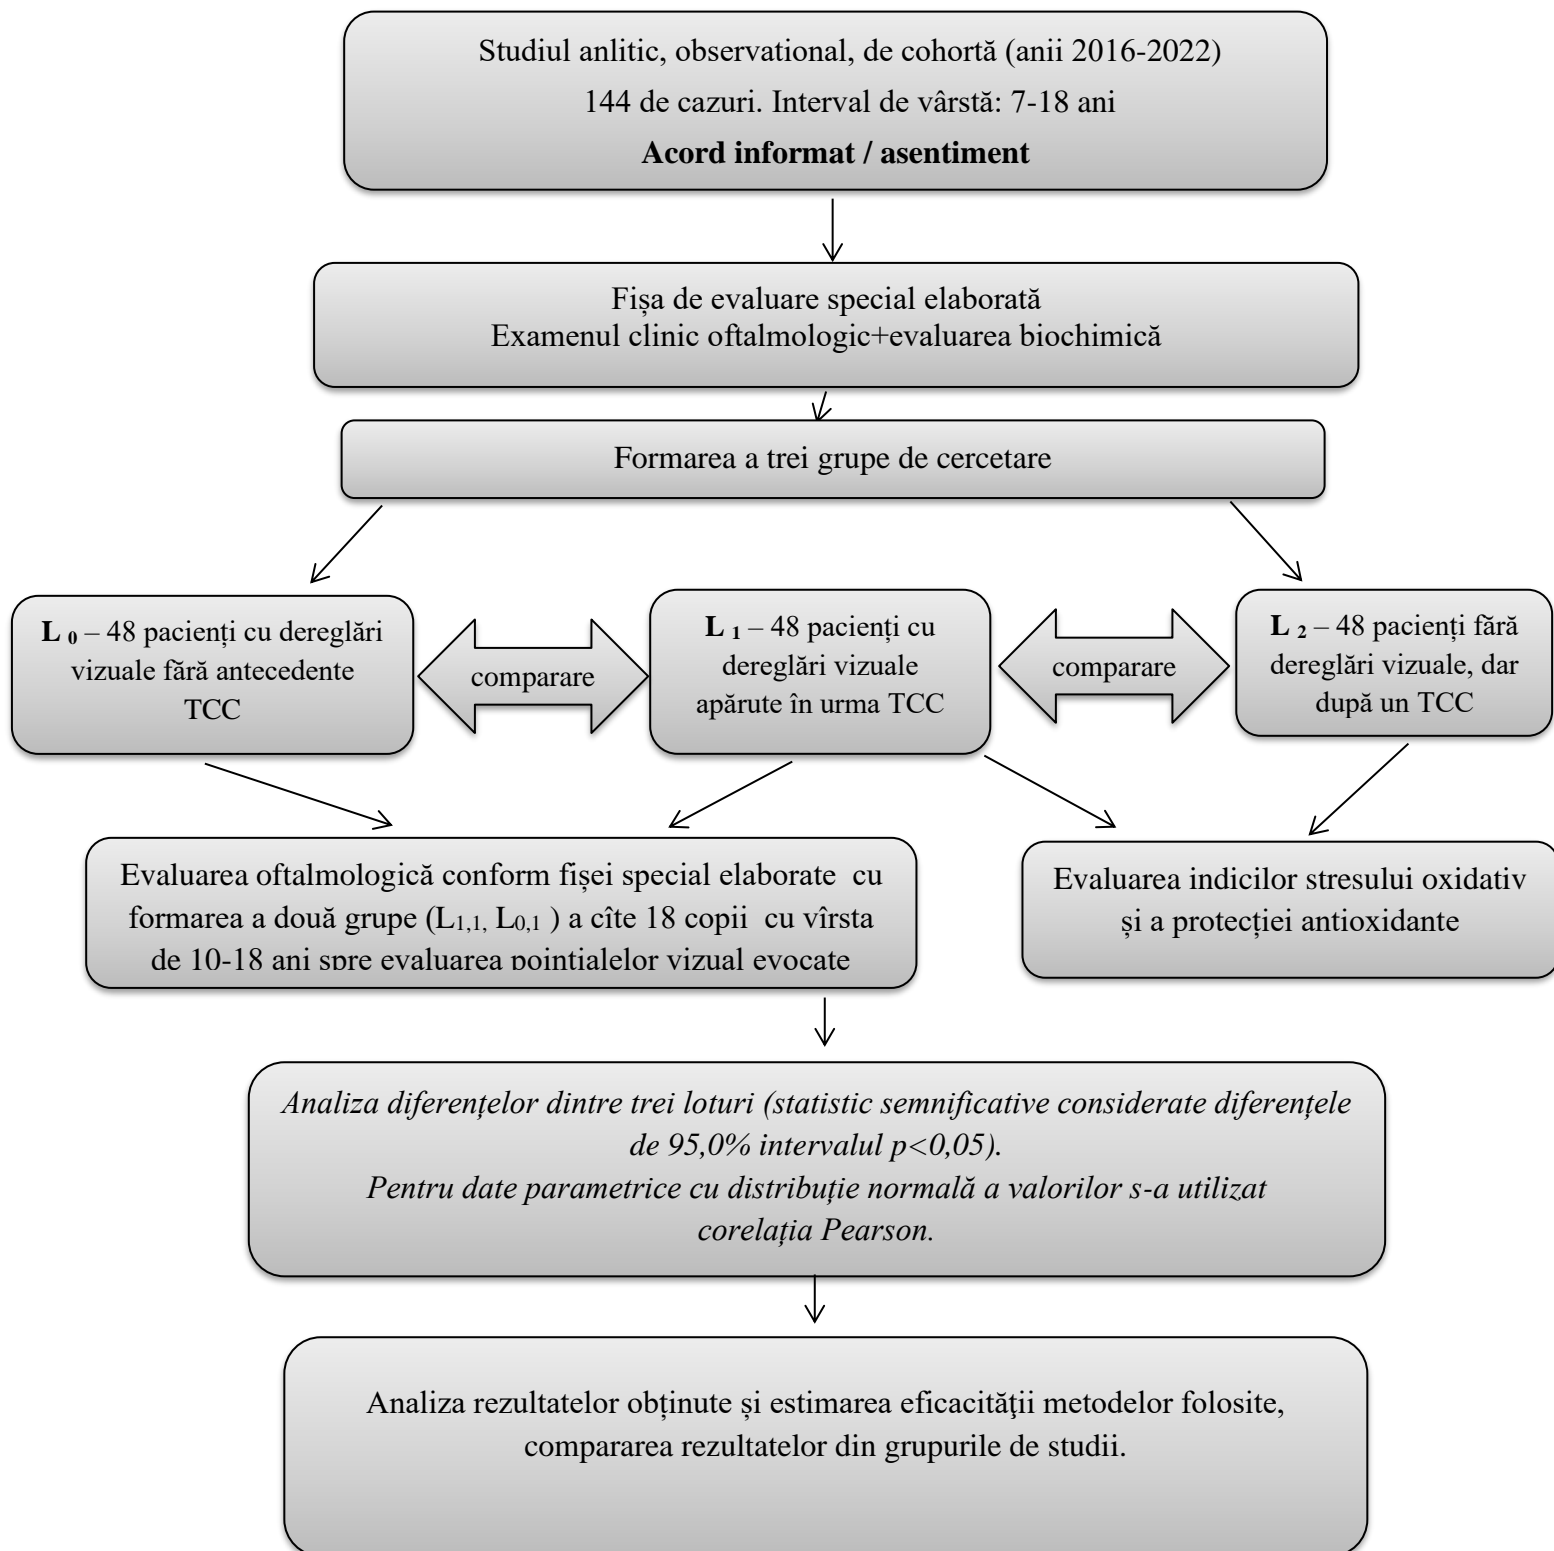 Studiul anlitic, observational, de cohortă (anii 2016-2022)
144 de cazuri. Interval de vârstă: 7-18 ani
Acord informat / asentiment
Fișa de evaluare special elaborată
Examenul clinic oftalmologic+evaluarea biochimică
Formarea a trei grupe de cercetare
L 0 – 48 pacienți cu dereglări
vizuale fără antecedente
TCC
comparare
L 1 – 48 pacienți cu
dereglări vizuale
apărute în urma TCC
comparare
L 2 – 48 pacienți fără
dereglări vizuale, dar
după un TCC
Evaluarea oftalmologică conform fișei special elaborate cu
formarea a două grupe (L1,1, L0,1 ) a cîte 18 copii cu vîrsta
de 10-18 ani spre evaluarea pointialelor vizual evocate
Evaluarea indicilor stresului oxidativ
și a protecției antioxidante
Analiza diferențelor dintre trei loturi (statistic semnificative considerate diferențele
de 95,0% intervalul p<0,05).
Pentru date parametrice cu distribuție normală a valorilor s-a utilizat
corelația Pearson.
Analiza rezultatelor obținute și estimarea eficacităţii metodelor folosite,
compararea rezultatelor din grupurile de studii.